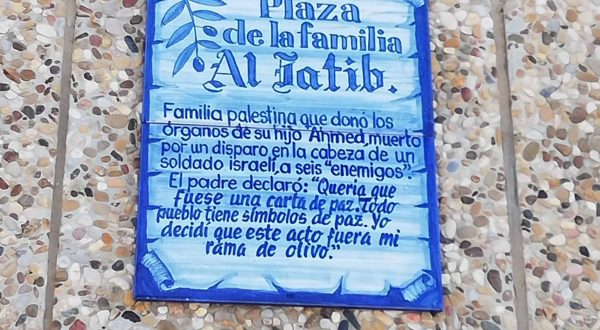 Plaza
de la familia
Al Jatib.
Familia palestina que donó los
órganos de su hijo Ahmed, muerto
por un disparo en la cabeza de un
soldado israelí, a seis "enemigos".
El padre declaró: "Quería que
fuese una carta de paz. Todo
pueblo tiene símbolos de paz. Yo
decidí que este acto fuera mi
rama de olivo."